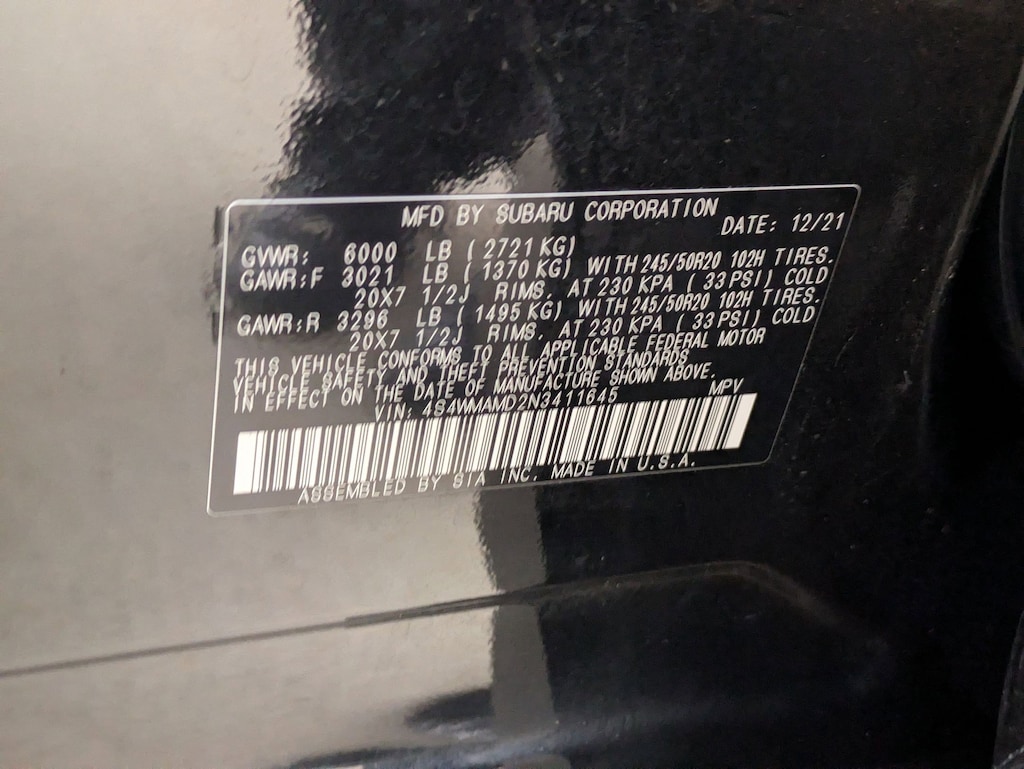 MFD BY SUBARU CORPORATION
DATE: 12/21
GVWR: 6000 LB ( 2721 KG)
GAWR:F 3021 LB ( 1370 KG) WITH 245/50R20 102H TIRES.
20X7 1/2J RIMS. AT 230 KPA ( 33 PSI) COLD
GAWR:R 3296 LB ( 1495 KG) WITH 245/50R20 102H TIRES.
20X7 1/2J RIMS. AT 230 KPA ( 33 PSI) COLD
THIS VEHICLE CONFORMS TO ALL APPLICABLE FEDERAL MOTOR
VEHICLE SAFETY AND THEFT PREVENTION STANDARDS
IN EFFECT ON THE DATE OF MANUFACTURE SHOWN ABOVE.
VIN. 4S4WMAMD2N3411645 MPV
ASSEMBLED BY SIA INC. MADE IN U.S.A.